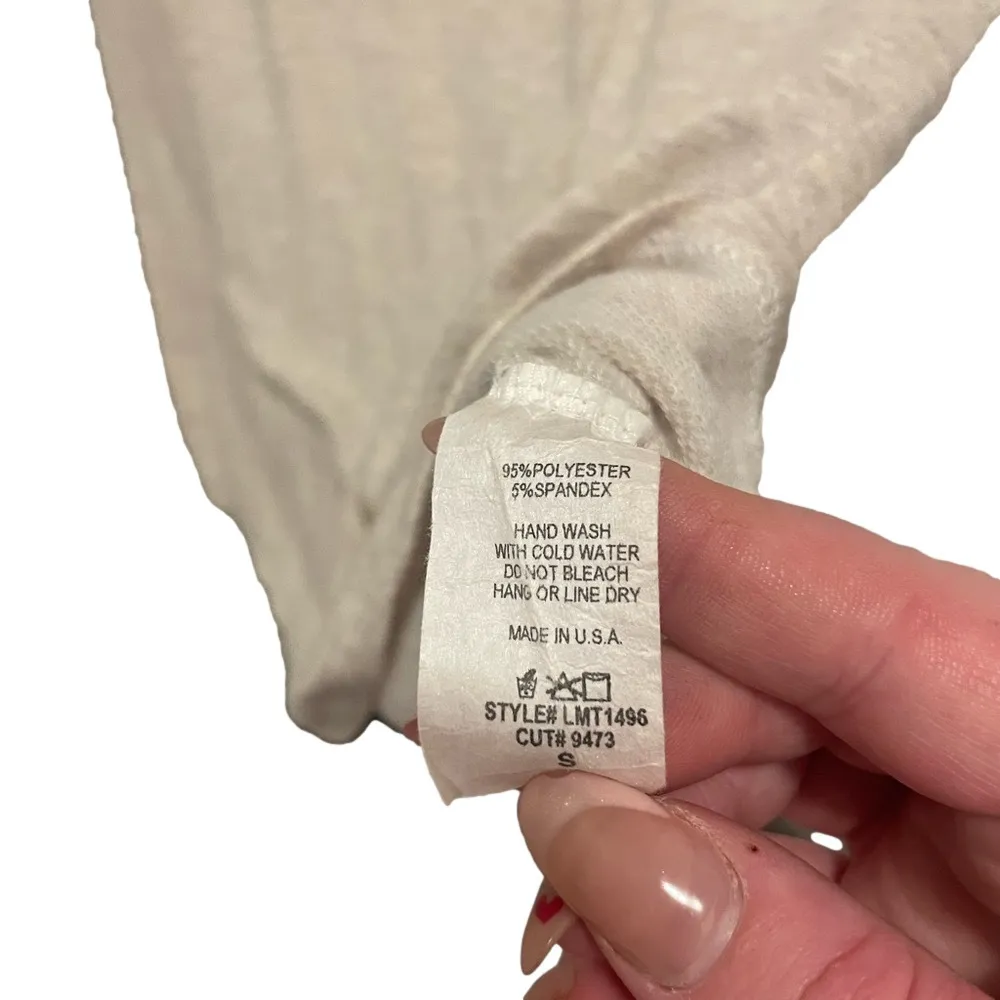 95%POLYESTER
5%SPANDEX
HAND WASH
WITH COLD WATER
DO NOT BLEACH
HANG OR LINE DRY
MADE IN U.S.A.
STYLE# LMT1496
CUT# 9473
S